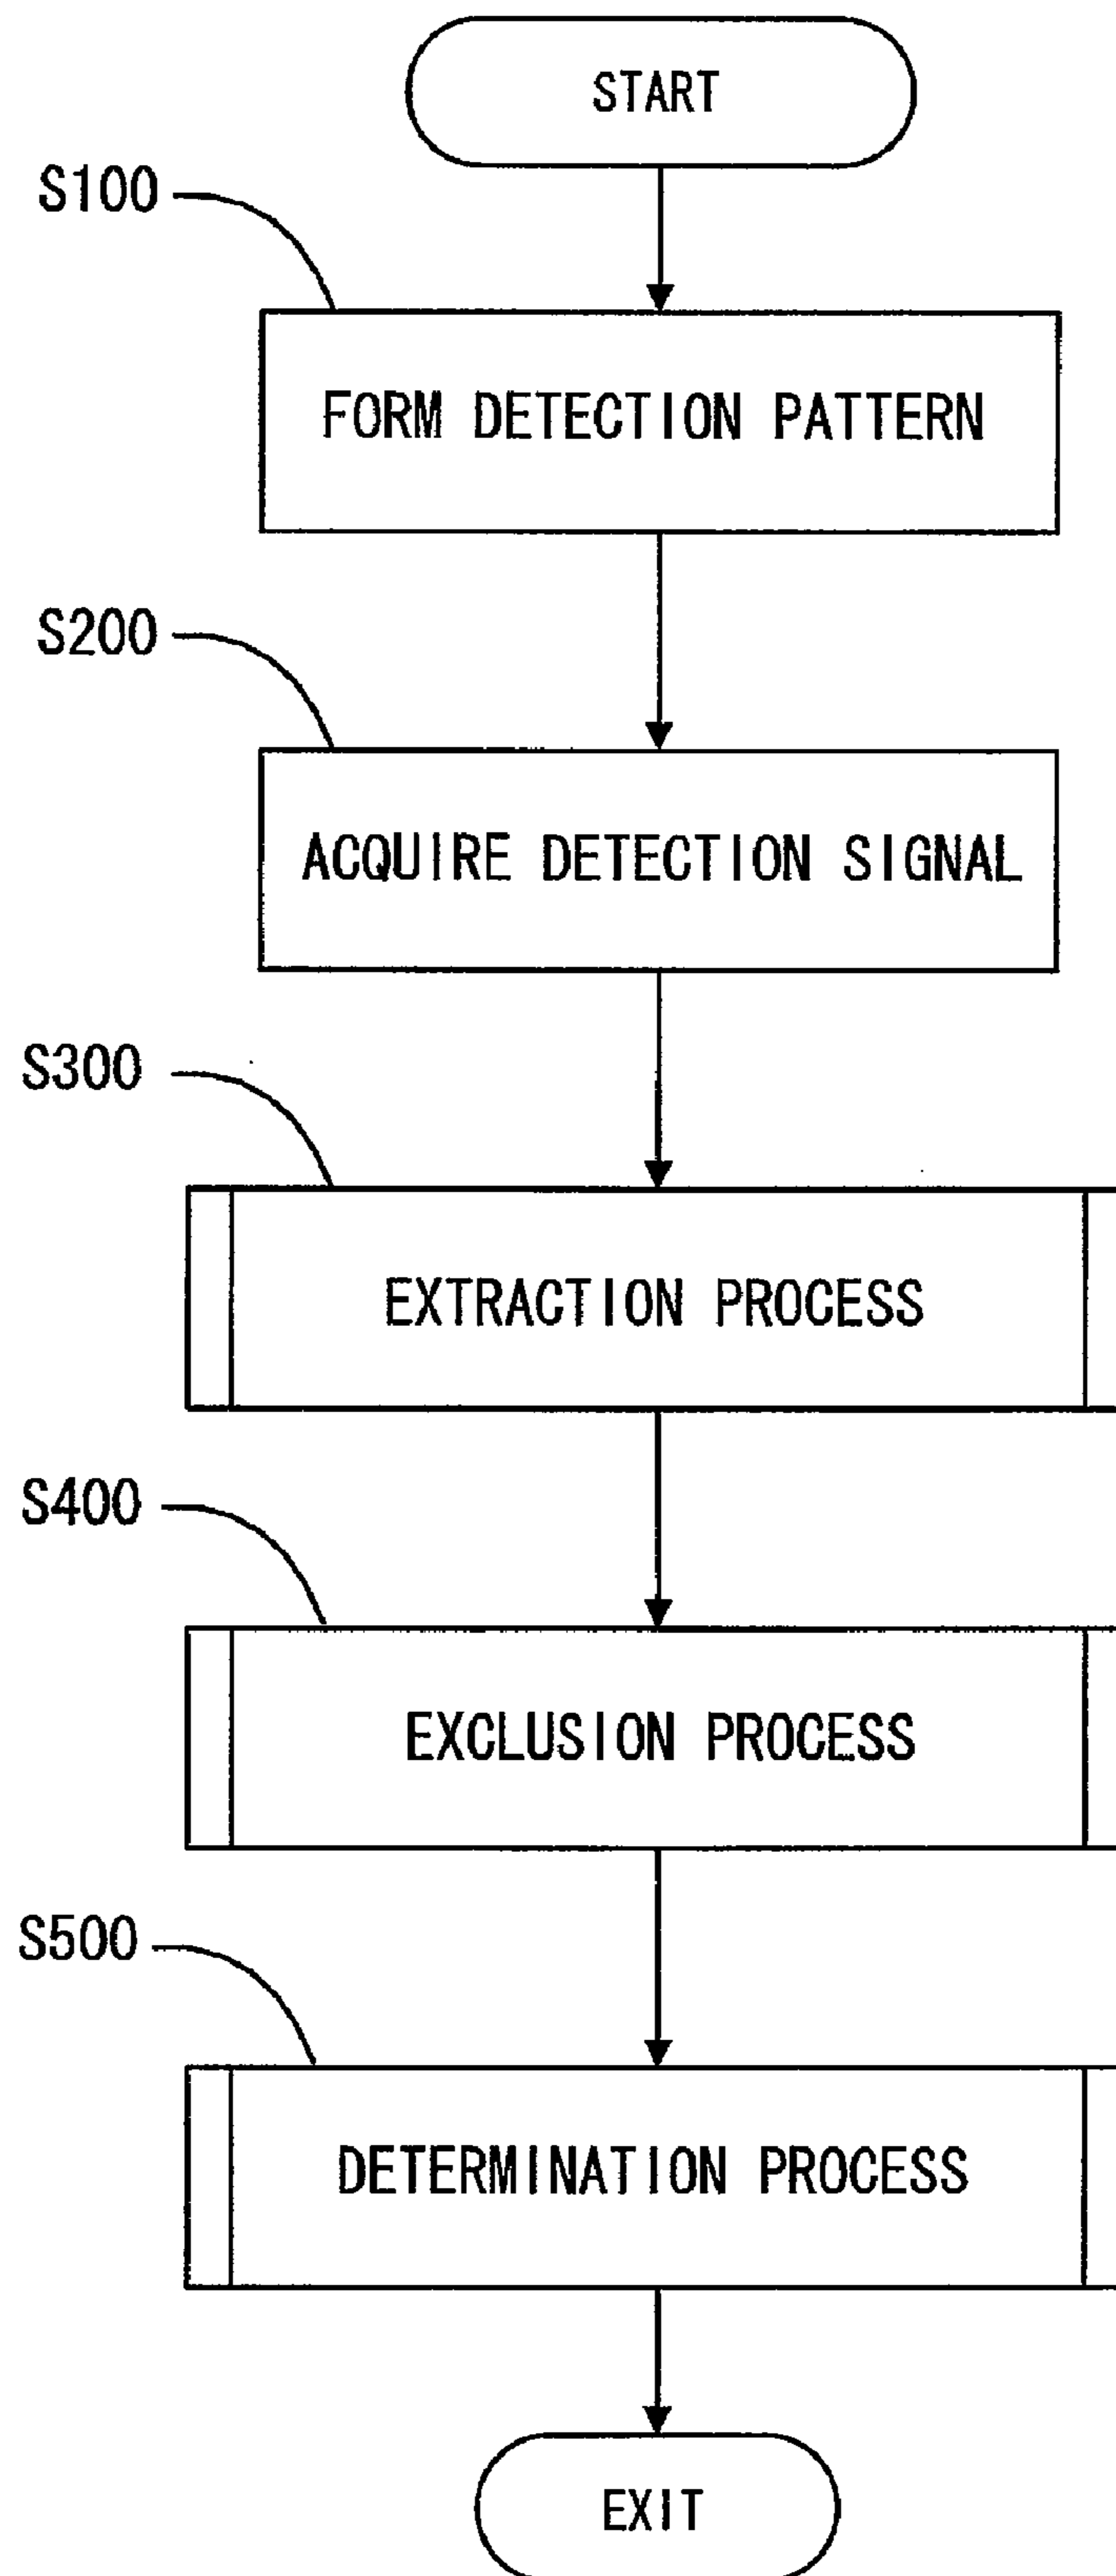 START
S100
FORM DETECTION PATTERN
S200
ACQUIRE DETECTION SIGNAL
S300
EXTRACTION PROCESS
S400
EXCLUSION PROCESS
S500
DETERMINATION PROCESS
EXIT